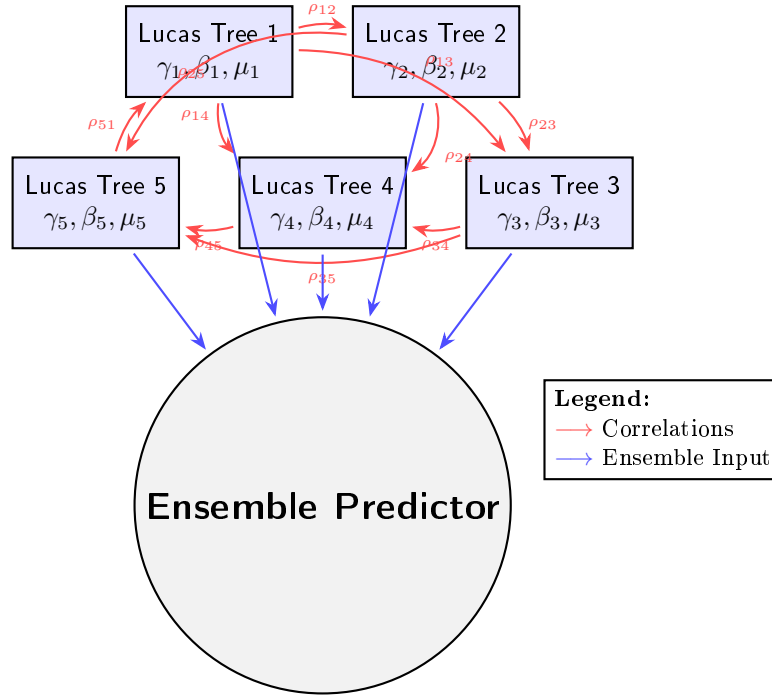 ρ₁₂
Lucas Tree 1
γ₁, β₁, μ₁
Lucas Tree 2
γ₂, β₂, μ₂
ρ₁₃
ρ₂₅
ρ₁₄
ρ₅₁
ρ₂₃
ρ₂₄
Lucas Tree 5
γ₅, β₅, μ₅
Lucas Tree 4
γ₄, β₄, μ₄
Lucas Tree 3
γ₃, β₃, μ₃
ρ₄₅
ρ₃₄
ρ₃₅
Ensemble Predictor
Legend:
Correlations
Ensemble Input